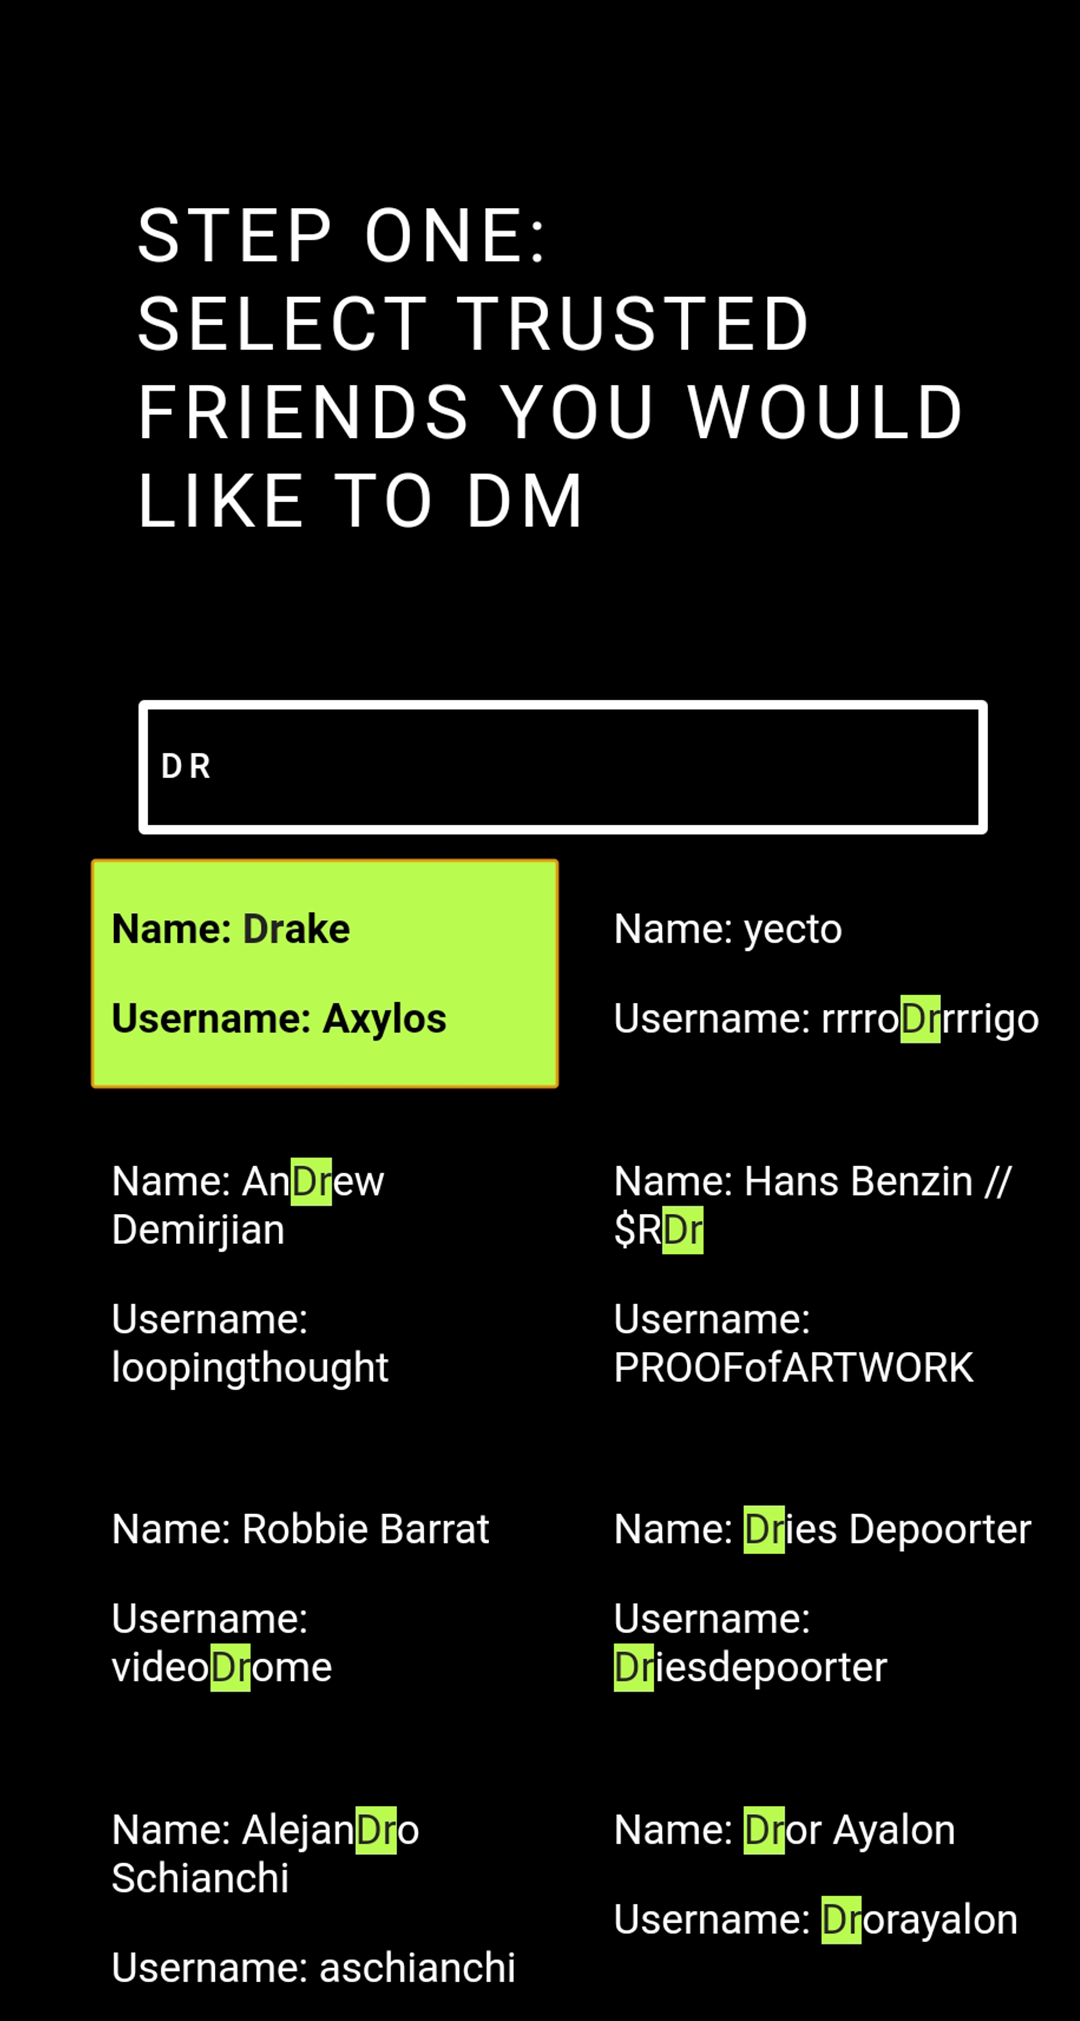 STEP ONE:
SELECT TRUSTED
FRIENDS YOU WOULD
LIKE TO DM
DR
Name: Drake
Username: Axylos
Name: yecto
Username: rrrroDrrrrigo
Name: AnDrew
Demirjian
Username:
loopingthought
Name: Hans Benzin //
$RDr
Username:
PROOFofARTWORK
Name: Robbie Barrat
Username:
videoDrome
Name: Dries Depoorter
Username:
Driesdepoorter
Name: AlejanDro
Schianchi
Username: aschianchi
Name: Dror Ayalon
Username: Drorayalon